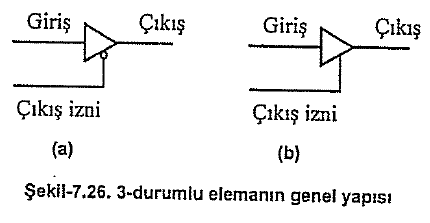 Giriş Çıkış Giriş Çıkış
Çıkış izni Çıkış izni
(a) (b)
Şekil-7.26. 3-durumlu elemanın genel yapısı